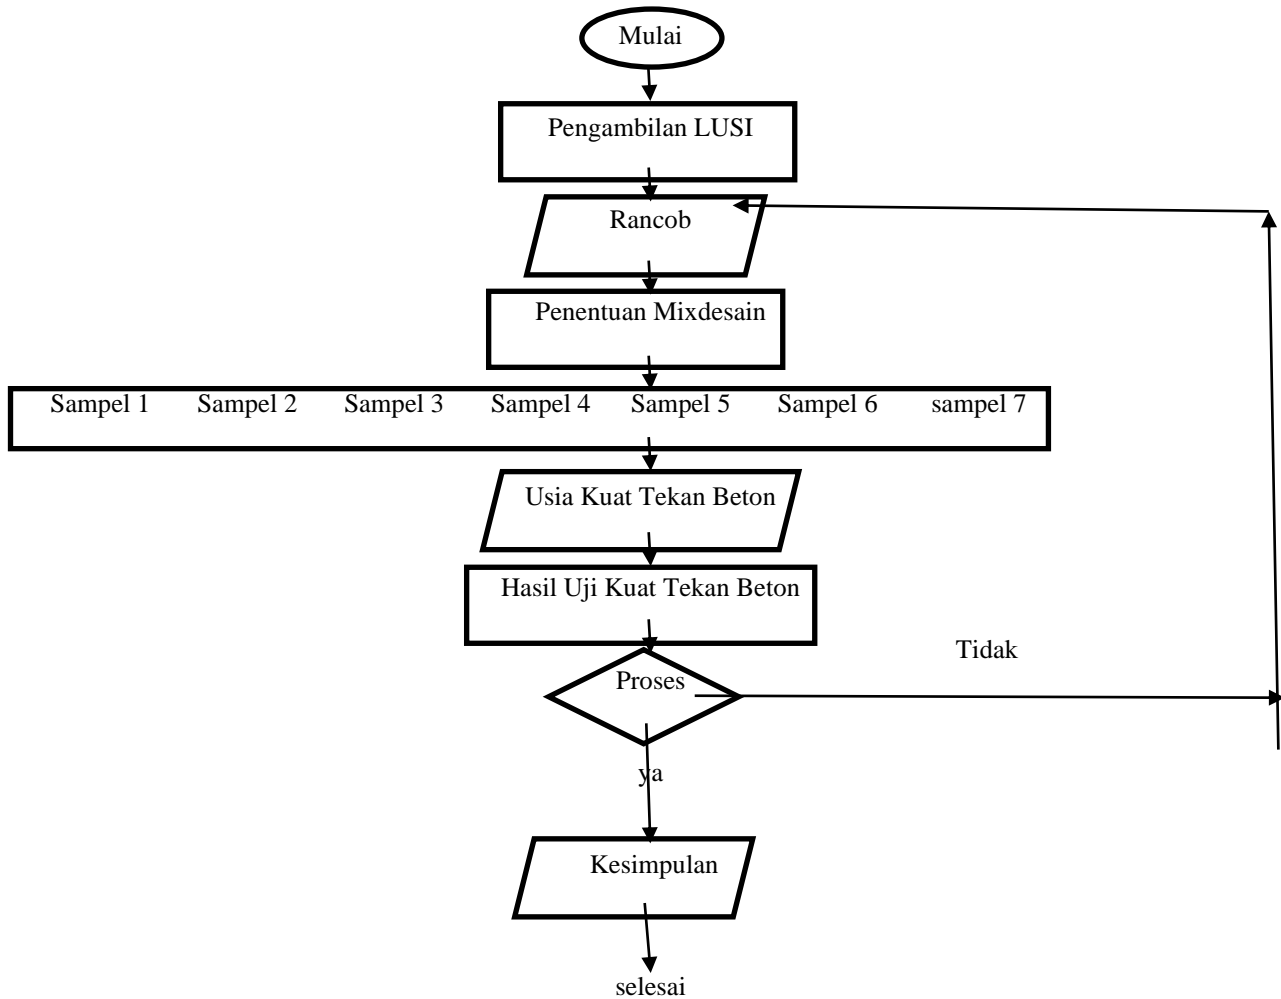 Mulai
Pengambilan LUSI
Rancob
Penentuan Mixdesain
Sampel 1 Sampel 2 Sampel 3 Sampel 4 Sampel 5 Sampel 6 sampel 7
Usia Kuat Tekan Beton
Hasil Uji Kuat Tekan Beton
Tidak
Proses
ya
Kesimpulan
selesai